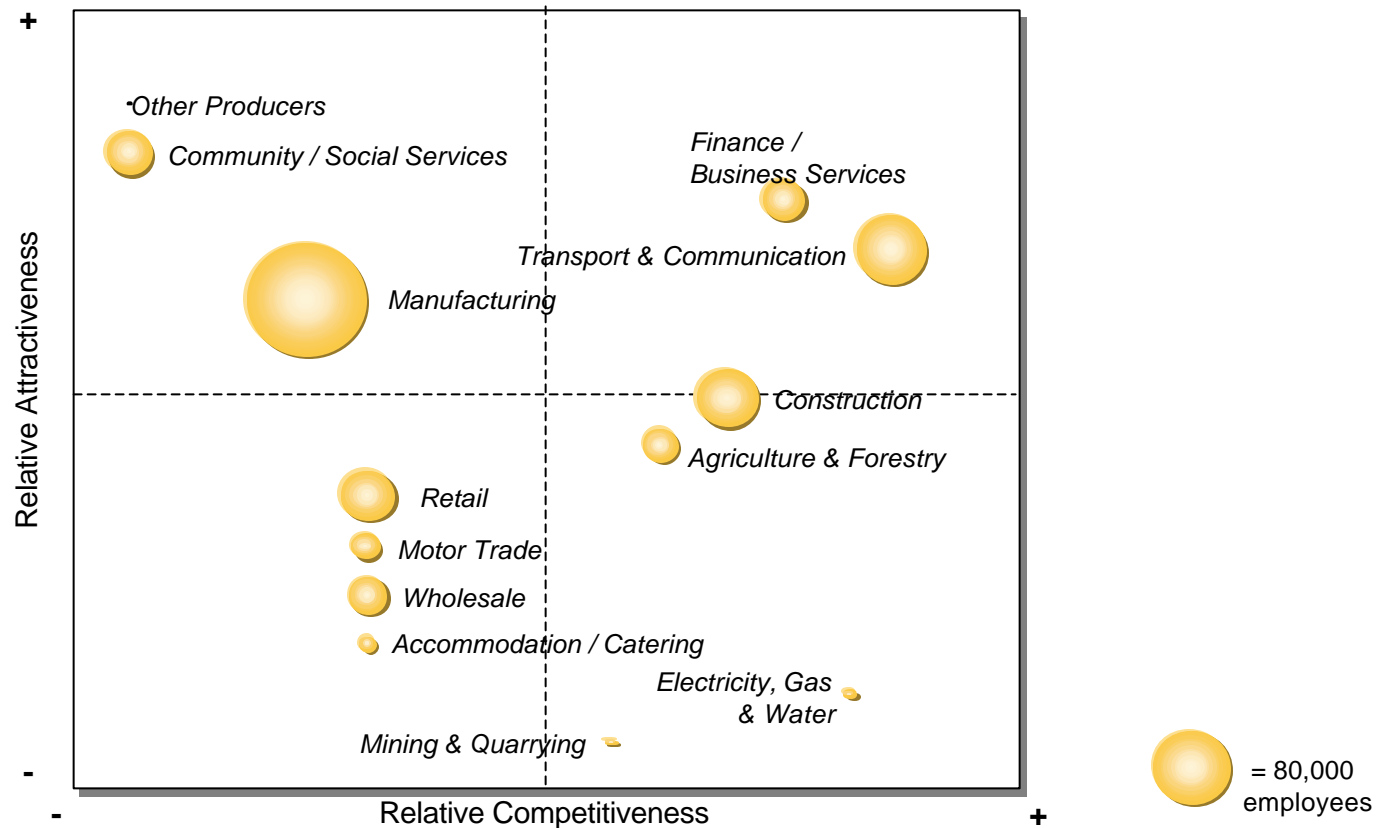 +
Other Producers
Community / Social Services
Finance /
Business Services
Transport & Communication
Manufacturing
Relative Attractiveness
Construction
Agriculture & Forestry
Retail
Motor Trade
Wholesale
Accommodation / Catering
Electricity, Gas
& Water
Mining & Quarrying
-
= 80,000
employees
-
Relative Competitiveness
+